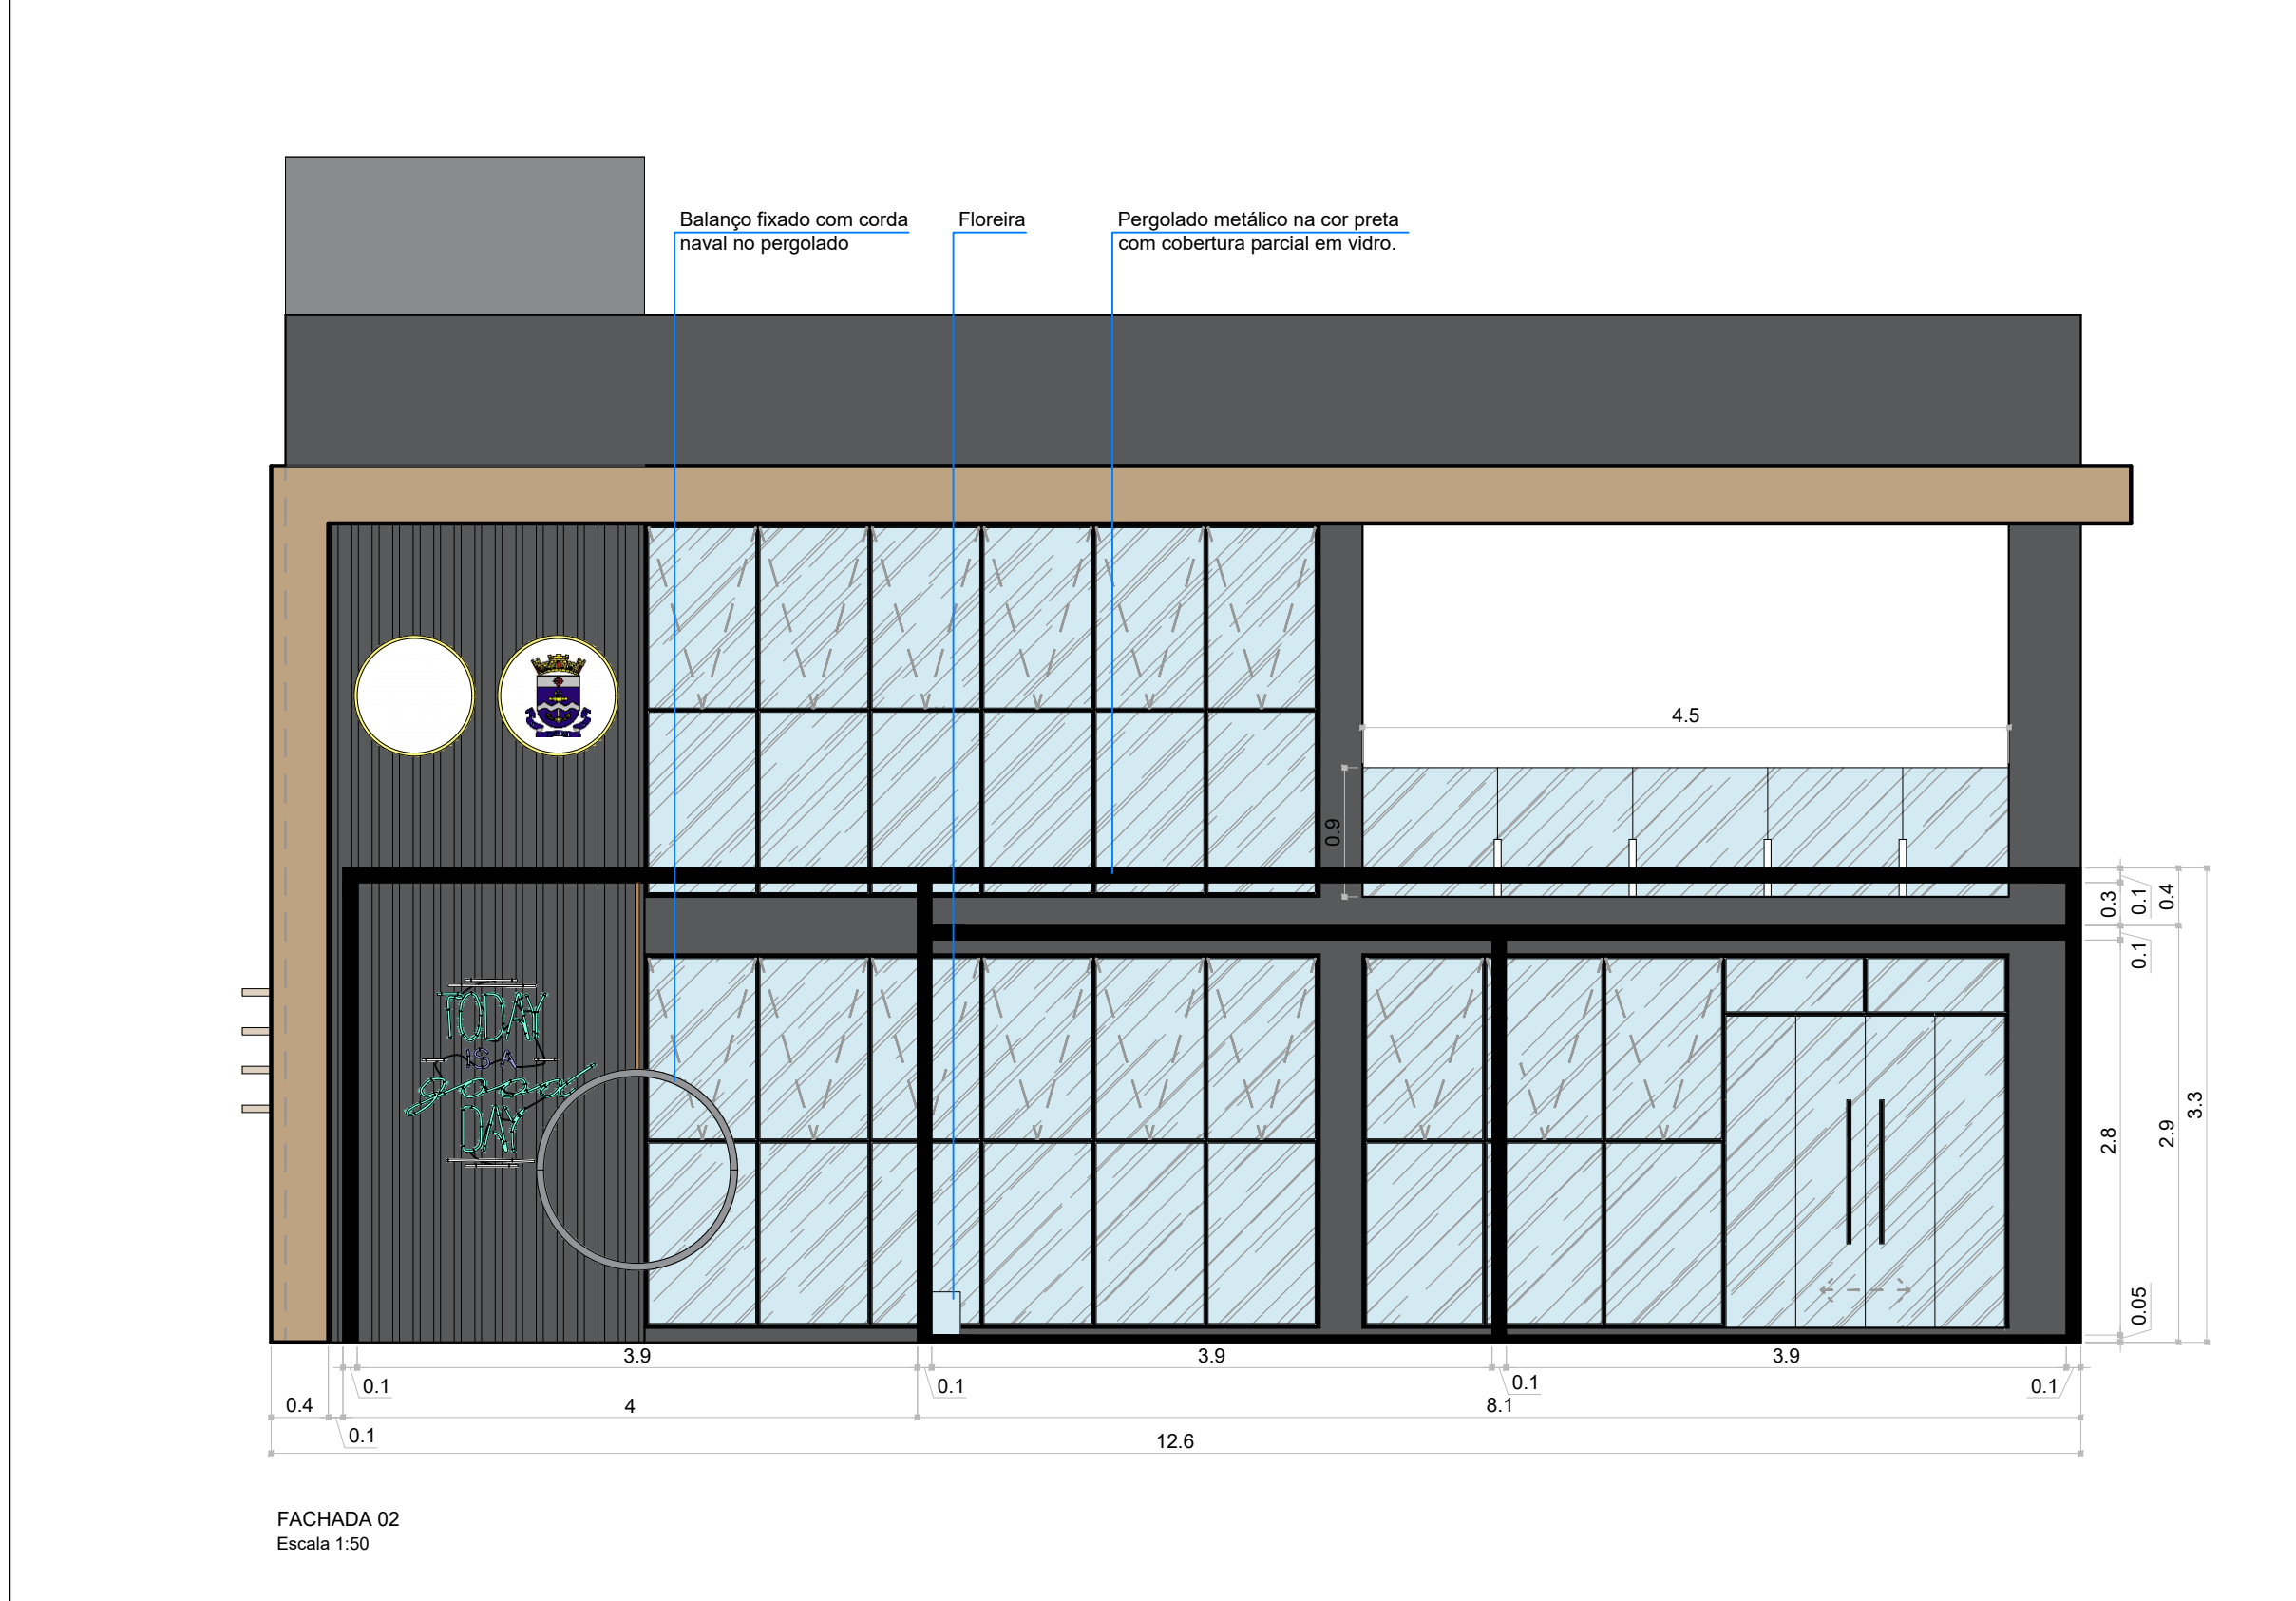 Balanço fixado com corda
naval no pergolado
Floreira
Pergolado metálico na cor preta
com cobertura parcial em vidro.
4.5
0.9
0.3
0.1
0.4
0.1
TODAY
IS A
good
DAY
3.3
2.8
2.9
0.05
3.9
3.9
3.9
0.1
0.1
0.1
0.1
0.4
4
8.1
0.1
12.6
FACHADA 02
Escala 1:50